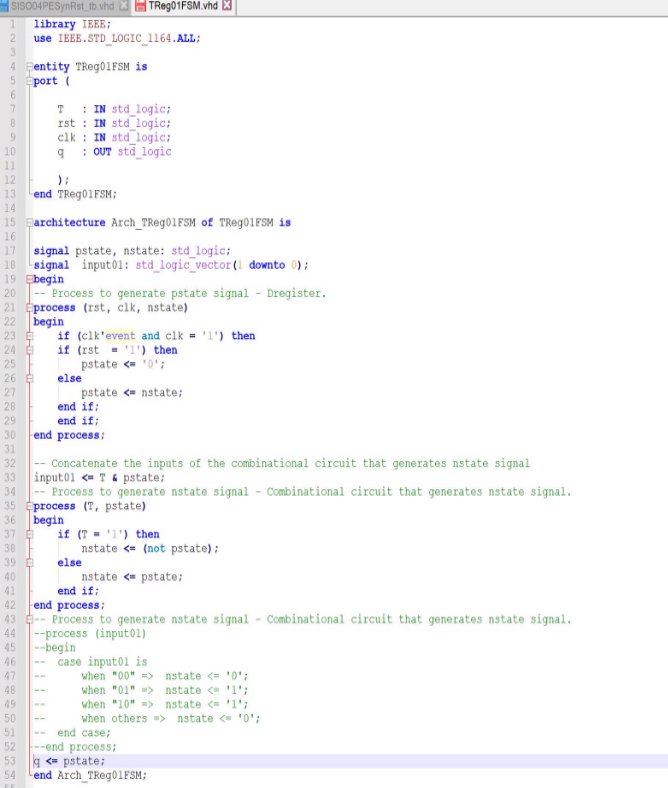 SISO04PESynRst_tb.vhd TReg01FSM.vhd
1 library IEEE;
2 use IEEE.STD_LOGIC_1164.ALL;
3
4 entity TReg01FSM is
5 port (
6
7 T : IN std_logic;
8 rst : IN std_logic;
9 clk : IN std_logic;
10 q : OUT std_logic
11
12 );
13 end TReg01FSM;
14
15 architecture Arch_TReg01FSM of TReg01FSM is
16
17 signal pstate, nstate: std_logic;
18 signal input01: std_logic_vector(1 downto 0);
19 begin
20 -- Process to generate pstate signal - Dregister.
21 process (rst, clk, nstate)
22 begin
23 if (clk'event and clk = '1') then
24 if (rst = '1') then
25 pstate <= '0';
26 else
27 pstate <= nstate;
28 end if;
29 end if;
30 end process;
31
32 -- Concatenate the inputs of the combinational circuit that generates nstate signal
33 input01 <= T & pstate;
34 -- Process to generate nstate signal - Combinational circuit that generates nstate signal.
35 process (T, pstate)
36 begin
37 if (T = '1') then
38 nstate <= (not pstate);
39 else
40 nstate <= pstate;
41 end if;
42 end process;
43 -- Process to generate nstate signal - Combinational circuit that generates nstate signal.
44 --process (input01)
45 --begin
46 -- case input01 is
47 -- when "00" => nstate <= '0';
48 -- when "01" => nstate <= '1';
49 -- when "10" => nstate <= '1';
50 -- when others => nstate <= '0';
51 -- end case;
52 --end process;
53 q <= pstate;
54 end Arch_TReg01FSM;
55